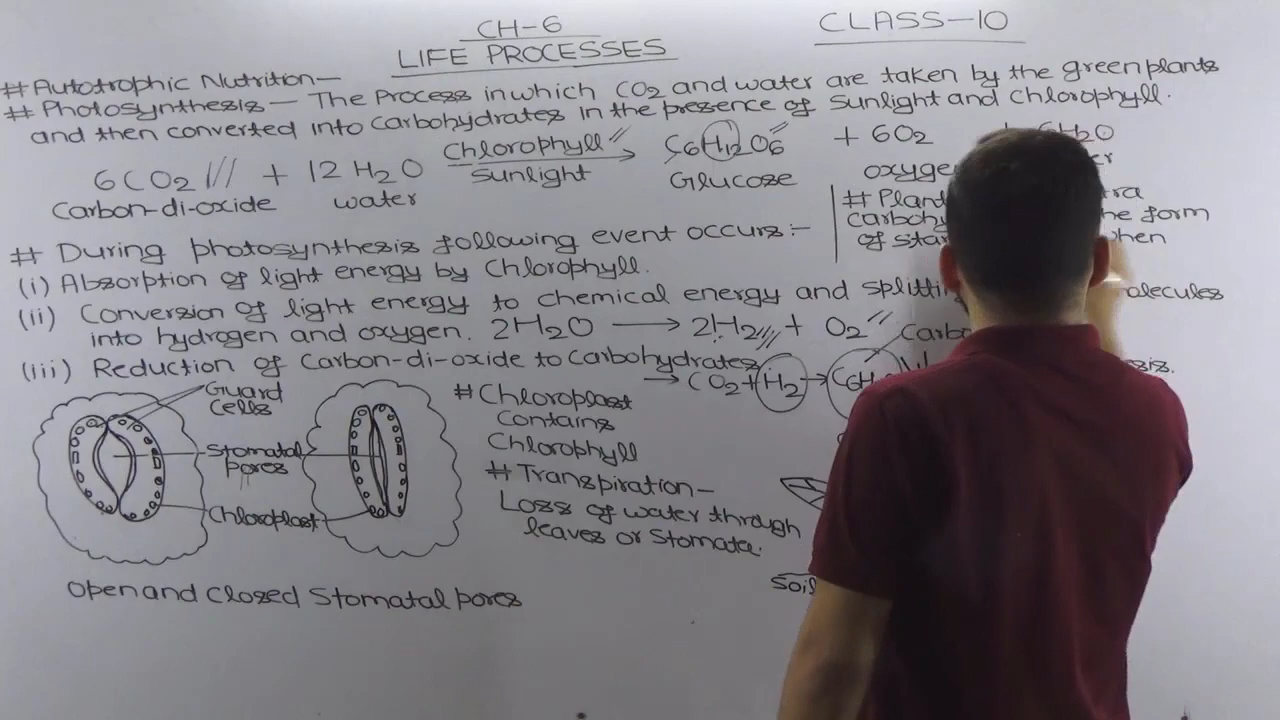 CH-6
CLASS-10
LIFE PROCESSES
# Autotrophic Nutrition-
# Photosynthesis - The Process in which CO2 and water are taken by the green plants
and then converted into Carbohydrates in the presence of Sunlight and Chlorophyll.
6CO2 + 12H2O Chlorophyll Sunlight → C6H12O6 + 6O2 + 6H2O
Carbon-di-oxide water Glucose
# During photosynthesis following event occurs:-
(i) Absorption of light energy by Chlorophyll.
(ii) Conversion of light energy to chemical energy and
into hydrogen and oxygen. 2H2O → 2H2 + O2
(iii) Reduction of Carbon-di-oxide to Carbohydrates
→ CO2 + H2 →
of
form
Guard
Cells
Stomatal
pores
Chloroplast
Open and Closed Stomatal pores
# Chloroplast
Contains
Chlorophyll
# Transpiration-
Loss of water through
leaves or Stomata.
Soil